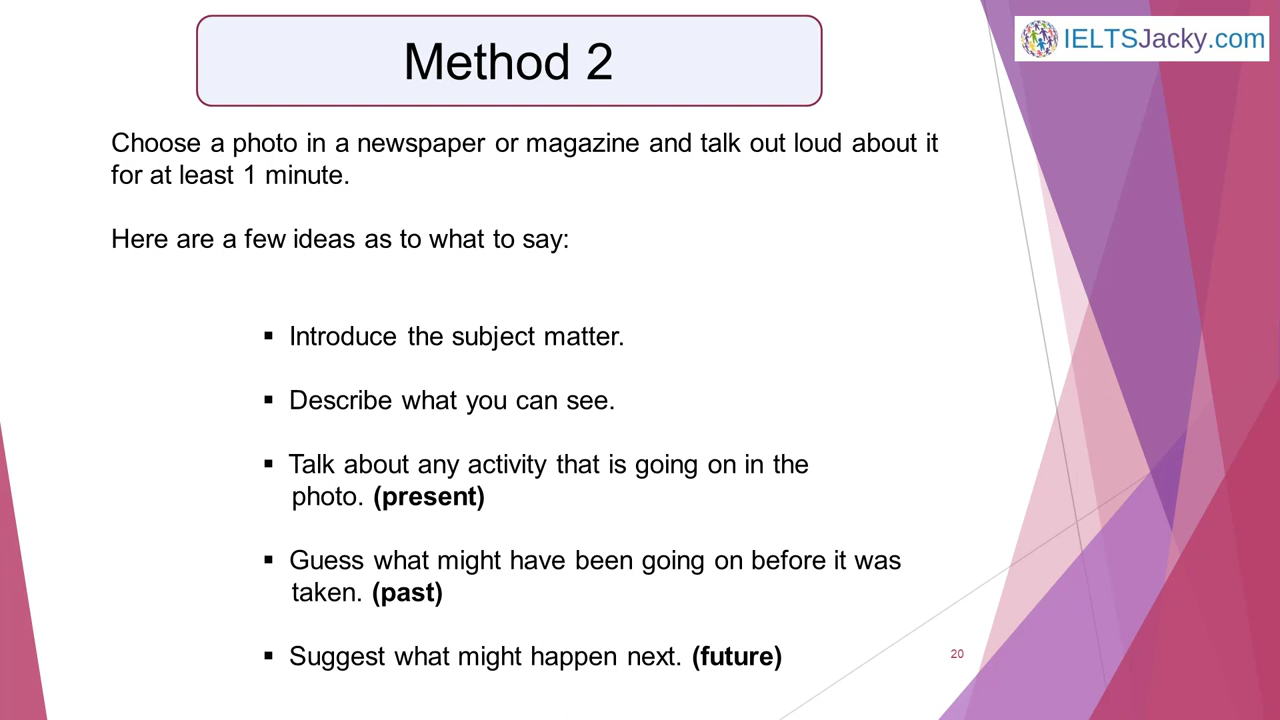 Method 2
IELTSJacky.com
Choose a photo in a newspaper or magazine and talk out loud about it
for at least 1 minute.
Here are a few ideas as to what to say:
▪ Introduce the subject matter.
▪ Describe what you can see.
▪ Talk about any activity that is going on in the
photo. (present)
▪ Guess what might have been going on before it was
taken. (past)
▪ Suggest what might happen next. (future)
20